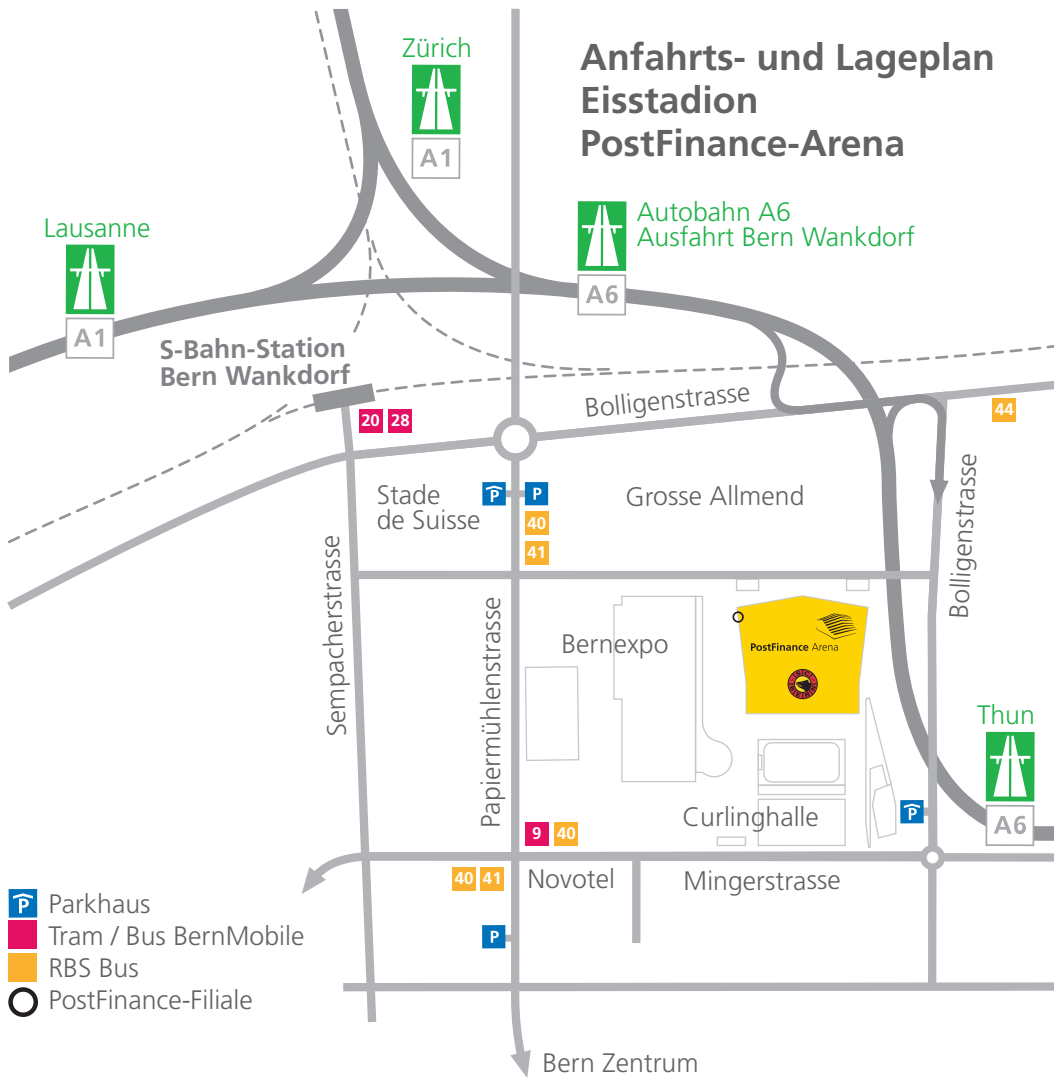 Anfahrts- und Lageplan
Eisstadion
PostFinance-Arena
Zürich
A1
Autobahn A6
Ausfahrt Bern Wankdorf
A6
Lausanne
A1
S-Bahn-Station
Bern Wankdorf
20 28
Bolligenstrasse
44
Stade
de Suisse
P
P
40
41
Grosse Allmend
Bolligenstrasse
Sempacherstrasse
Papiermühlenstrasse
Bernexpo
PostFinance Arena
Thun
A6
Curlinghalle
P
9 40
40 41
Novotel
Mingerstrasse
P
P Parkhaus
Tram / Bus BernMobile
RBS Bus
PostFinance-Filiale
Bern Zentrum